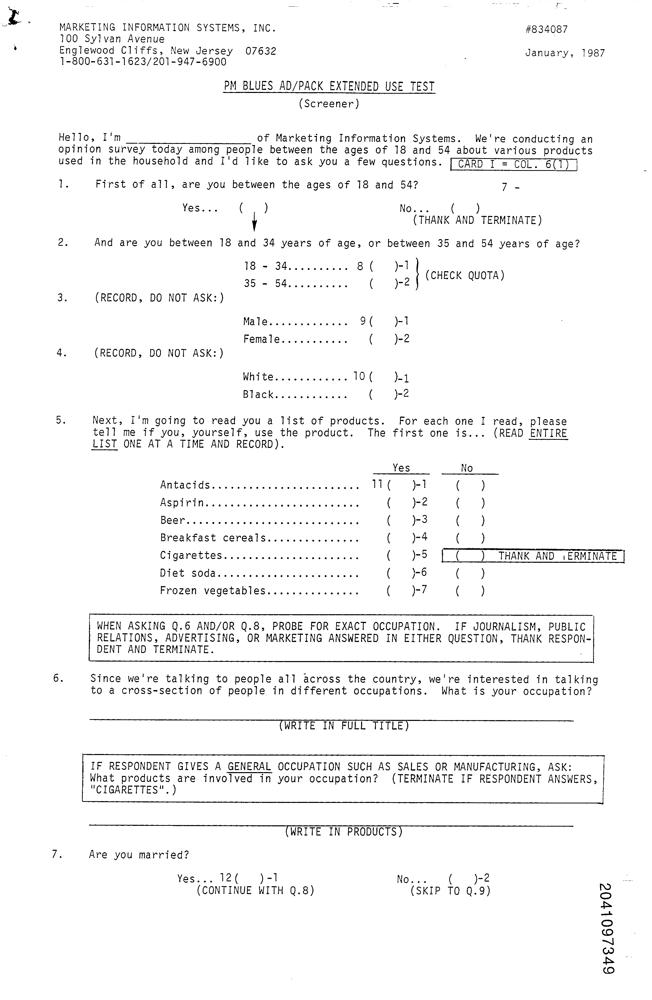 MARKETING INFORMATION SYSTEMS, INC. #834087
100 Sylvan Avenue
Englewood Cliffs, New Jersey 07632 January, 1987
1-800-631-1623/201-947-6900
PM BLUES AD/PACK EXTENDED USE TEST
(Screener)
Hello, I'm ____________________ of Marketing Information Systems. We're conducting an
opinion survey today among people between the ages of 18 and 54 about various products
used in the household and I'd like to ask you a few questions. CARD I = COL. 6(1)
1. First of all, are you between the ages of 18 and 54? 7 -
Yes... ( ) No... ( )
(THANK AND TERMINATE)
2. And are you between 18 and 34 years of age, or between 35 and 54 years of age?
18 - 34.......... 8 ( )-1
(CHECK QUOTA)
35 - 54.......... ( )-2
3. (RECORD, DO NOT ASK:)
Male............. 9( )-1
Female........... ( )-2
4. (RECORD, DO NOT ASK:)
White............ 10( )-1
Black............ ( )-2
5. Next, I'm going to read you a list of products. For each one I read, please
tell me if you, yourself, use the product. The first one is... (READ ENTIRE
LIST ONE AT A TIME AND RECORD).
Yes No
Antacids........................ 11( )-1 ( )
Aspirin......................... ( )-2 ( )
Beer............................ ( )-3 ( )
Breakfast cereals............... ( )-4 ( )
Cigarettes...................... ( )-5 ( ) THANK AND ERMINATE
Diet soda....................... ( )-6 ( )
Frozen vegetables............... ( )-7 ( )
WHEN ASKING Q.6 AND/OR Q.8, PROBE FOR EXACT OCCUPATION. IF JOURNALISM, PUBLIC
RELATIONS, ADVERTISING, OR MARKETING ANSWERED IN EITHER QUESTION, THANK RESPON-
DENT AND TERMINATE.
6. Since we're talking to people all across the country, we're interested in talking
to a cross-section of people in different occupations. What is your occupation?
(WRITE IN FULL TITLE)
IF RESPONDENT GIVES A GENERAL OCCUPATION SUCH AS SALES OR MANUFACTURING, ASK:
What products are involved in your occupation? (TERMINATE IF RESPONDENT ANSWERS,
"CIGARETTES".)
(WRITE IN PRODUCTS)
7. Are you married?
Yes... 12( )-1 No... ( )-2
(CONTINUE WITH Q.8) (SKIP TO Q.9)
2041097349